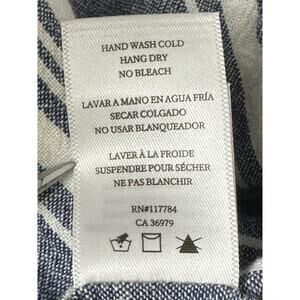 HAND WASH COLD
HANG DRY
NO BLEACH
LAVAR A MANO EN AGUA FRÍA
SECAR COLGADO
NO USAR BLANQUEADOR
LAVER À LA FROIDE
SUSPENDRE POUR SÉCHER
NE PAS BLANCHIR
RN#117784
CA 36979